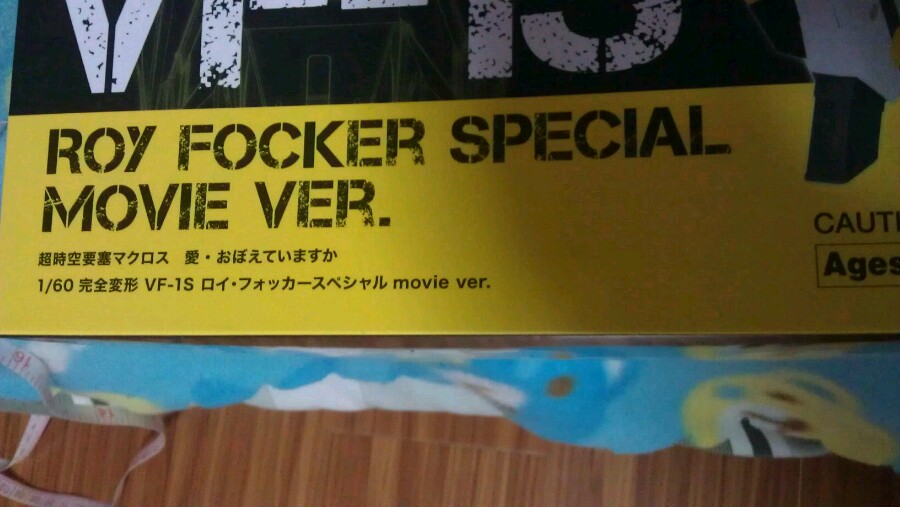 VF-1S
ROY FOCKER SPECIAL
MOVIE VER.
超時空要塞マクロス 愛・おぼえていますか
1/60 完全変形 VF-1S ロイ・フォッカースペシャル movie ver.
Ages